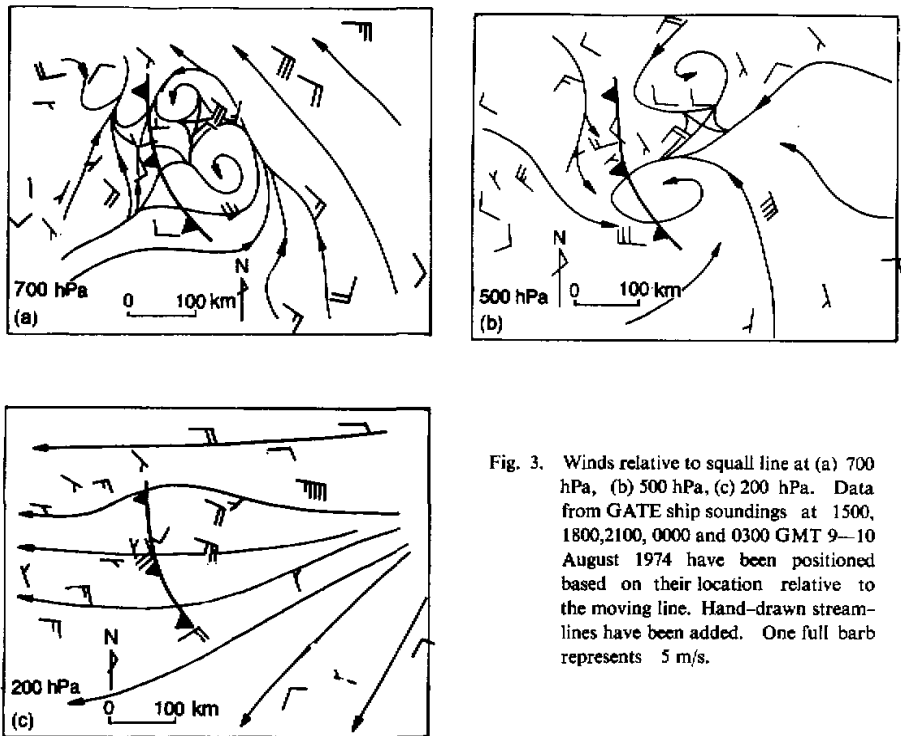 700 hPa
(a)
0 100 km
N
500 hPa
(b)
0 100 km
N
200 hPa
(c)
0 100 km
N
Fig. 3. Winds relative to squall line at (a) 700
hPa, (b) 500 hPa, (c) 200 hPa. Data
from GATE ship soundings at 1500,
1800,2100, 0000 and 0300 GMT 9—10
August 1974 have been positioned
based on their location relative to
the moving line. Hand-drawn stream-
lines have been added. One full barb
represents 5 m/s.